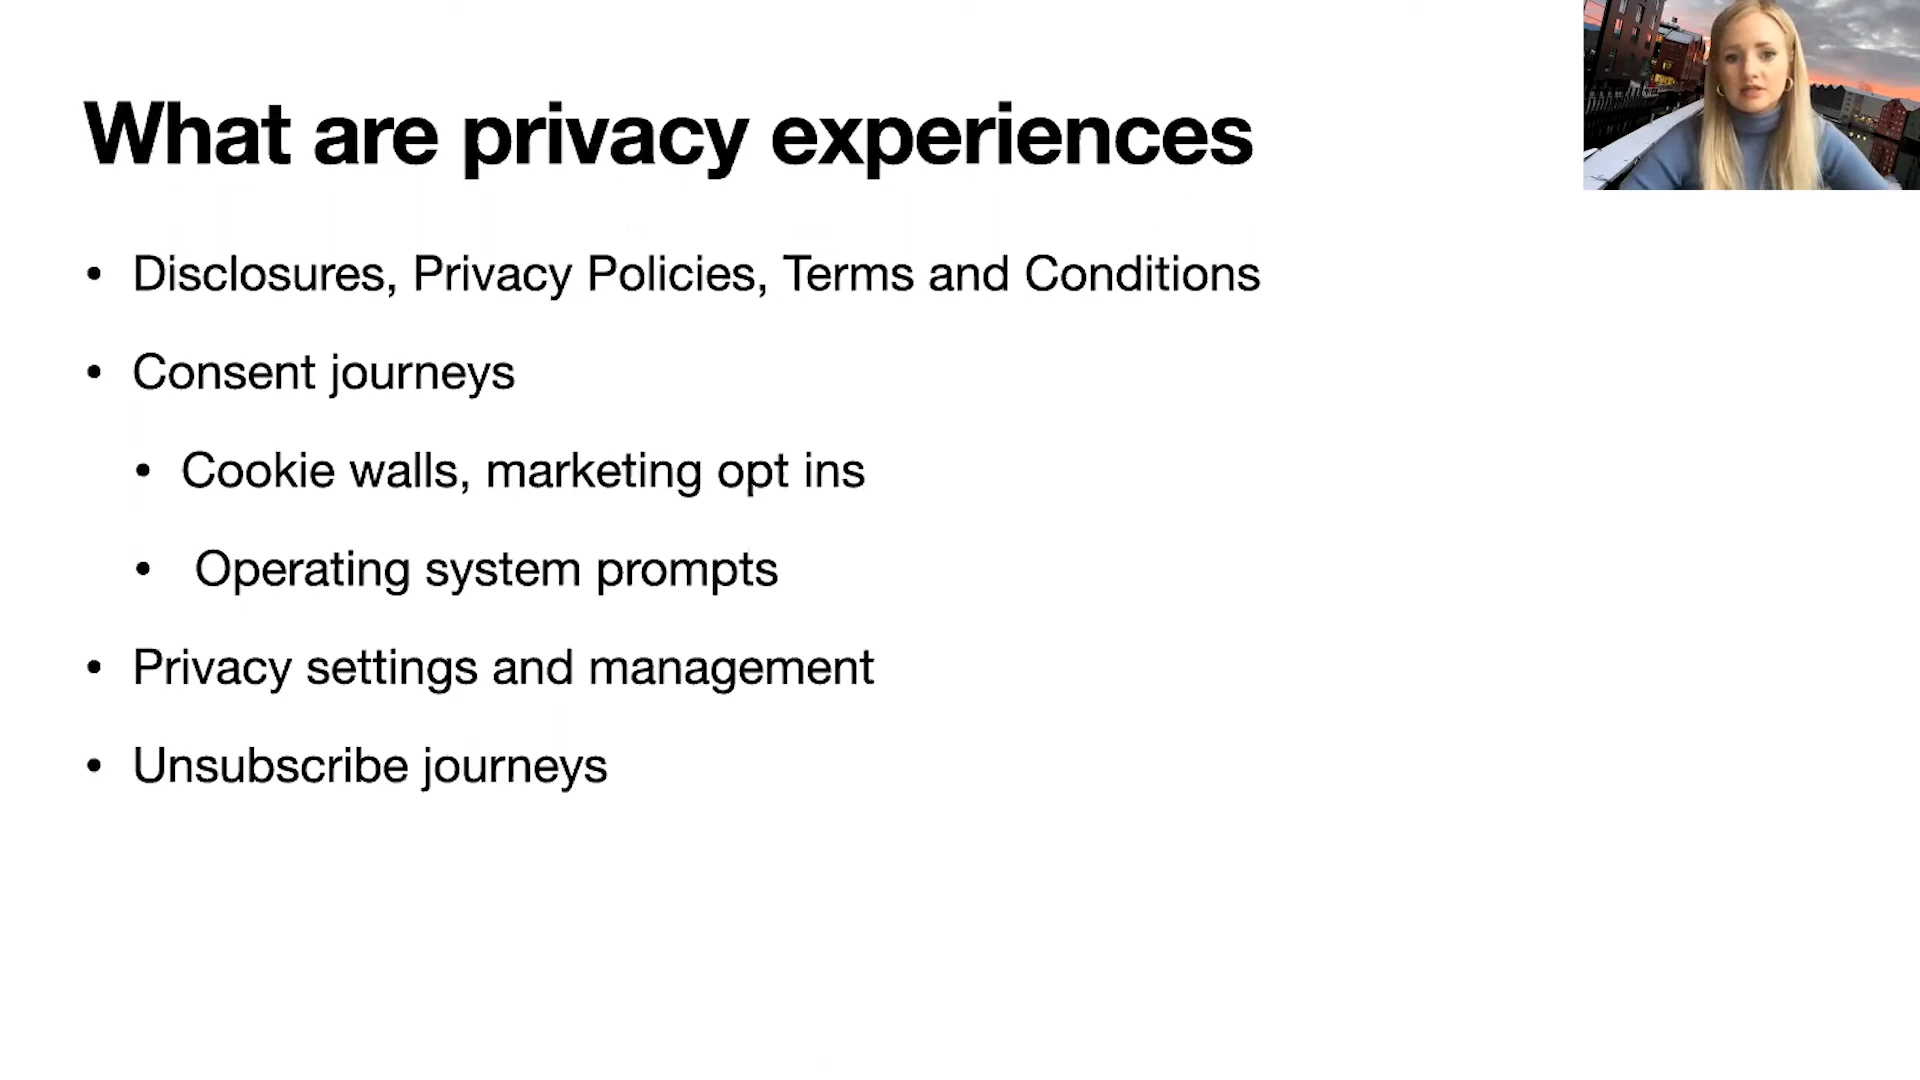 What are privacy experiences
• Disclosures, Privacy Policies, Terms and Conditions
• Consent journeys
• Cookie walls, marketing opt ins
• Operating system prompts
• Privacy settings and management
• Unsubscribe journeys